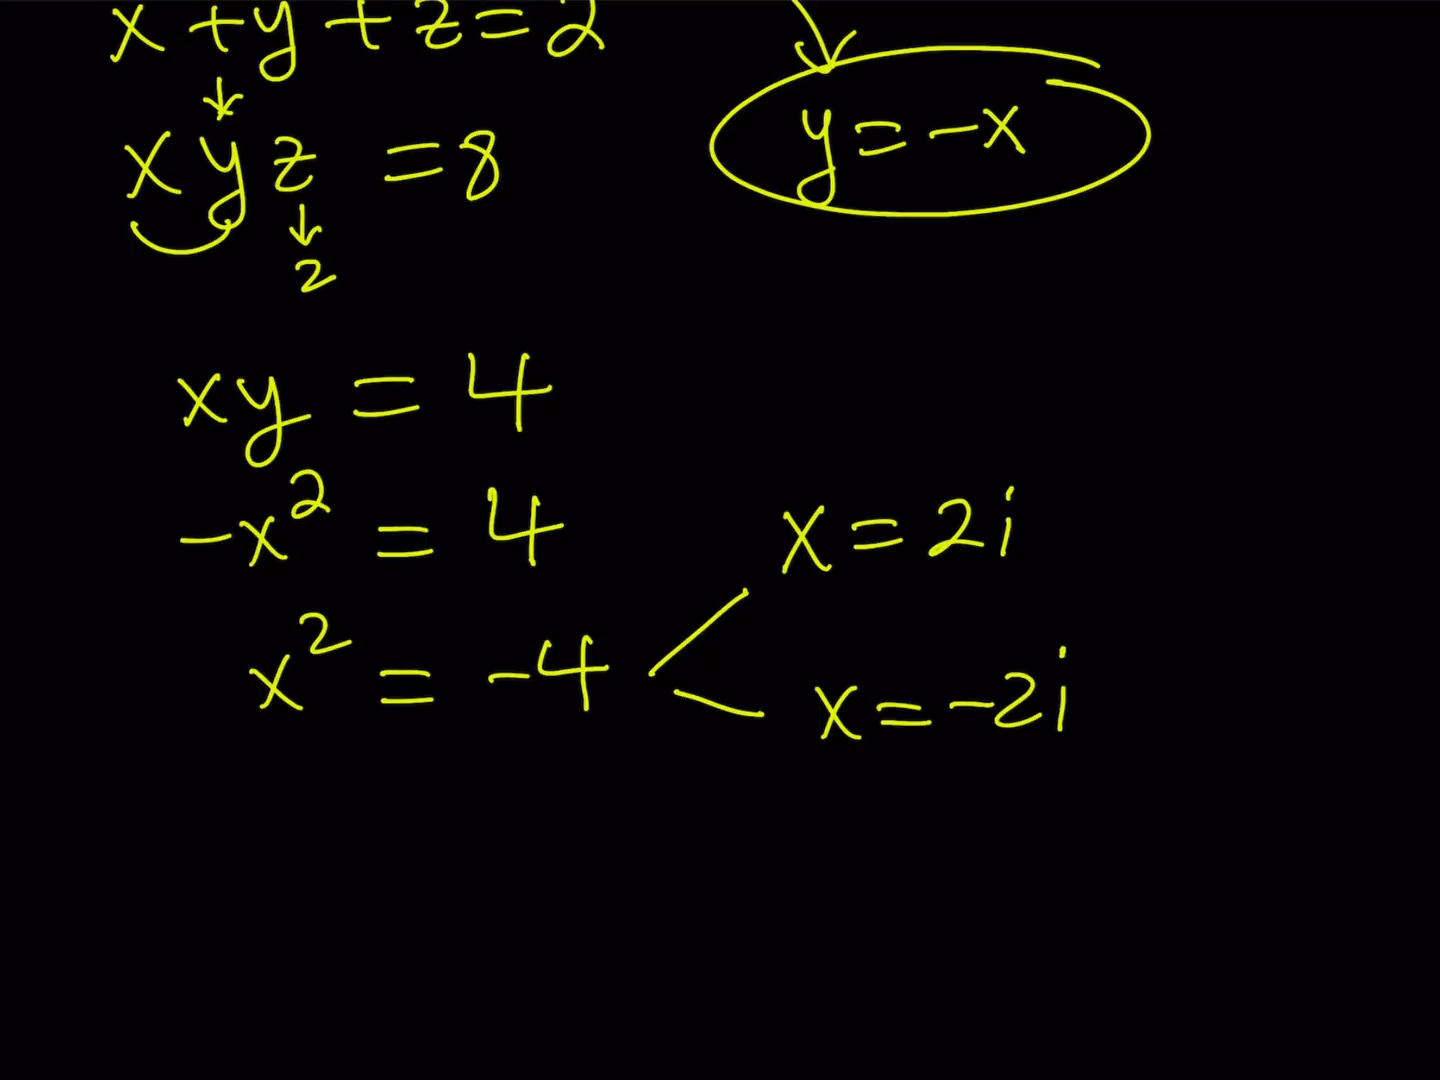 x + y + z = 2
y = -x
xyz = 8
2
xy = 4
-x² = 4
x = 2i
x² = -4
x = -2i